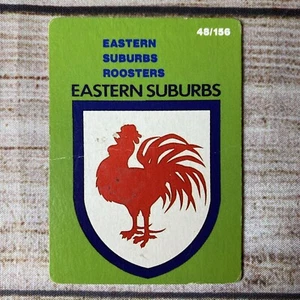 48/156
EASTERN
SUBURBS
ROOSTERS
EASTERN SUBURBS